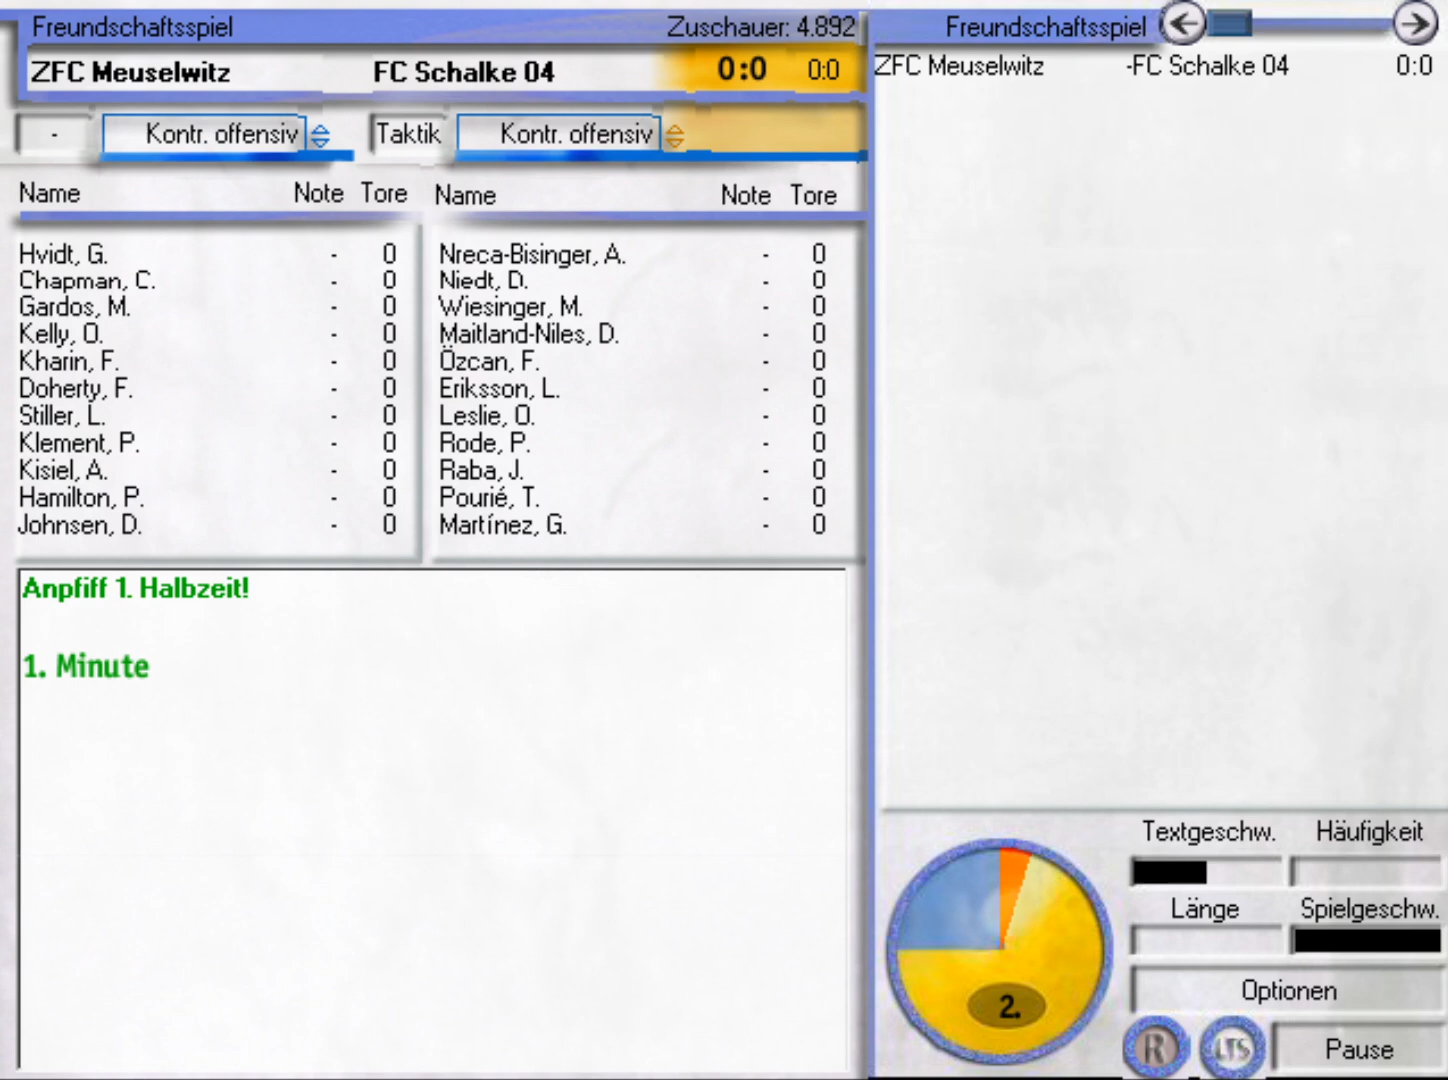 Freundschaftsspiel Zuschauer: 4.892
ZFC Meuselwitz FC Schalke 04 0:0 0:0
- Kontr. offensiv Taktik Kontr. offensiv
Name Note Tore Name Note Tore
Hvidt, G. - 0 Nreca-Bisinger, A. - 0
Chapman, C. - 0 Niedt, D. - 0
Gardos, M. - 0 Wiesinger, M. - 0
Kelly, O. - 0 Maitland-Niles, D. - 0
Kharin, F. - 0 Özcan, F. - 0
Doherty, F. - 0 Eriksson, L. - 0
Stiller, L. - 0 Leslie, O. - 0
Klement, P. - 0 Rode, P. - 0
Kisiel, A. - 0 Raba, J. - 0
Hamilton, P. - 0 Pourié, T. - 0
Johnsen, D. - 0 Martínez, G. - 0
Anpfiff 1. Halbzeit!
1. Minute
Freundschaftsspiel
ZFC Meuselwitz -FC Schalke 04 0:0
Textgeschw. Häufigkeit
Länge Spielgeschw.
2.
Optionen
R LTS Pause